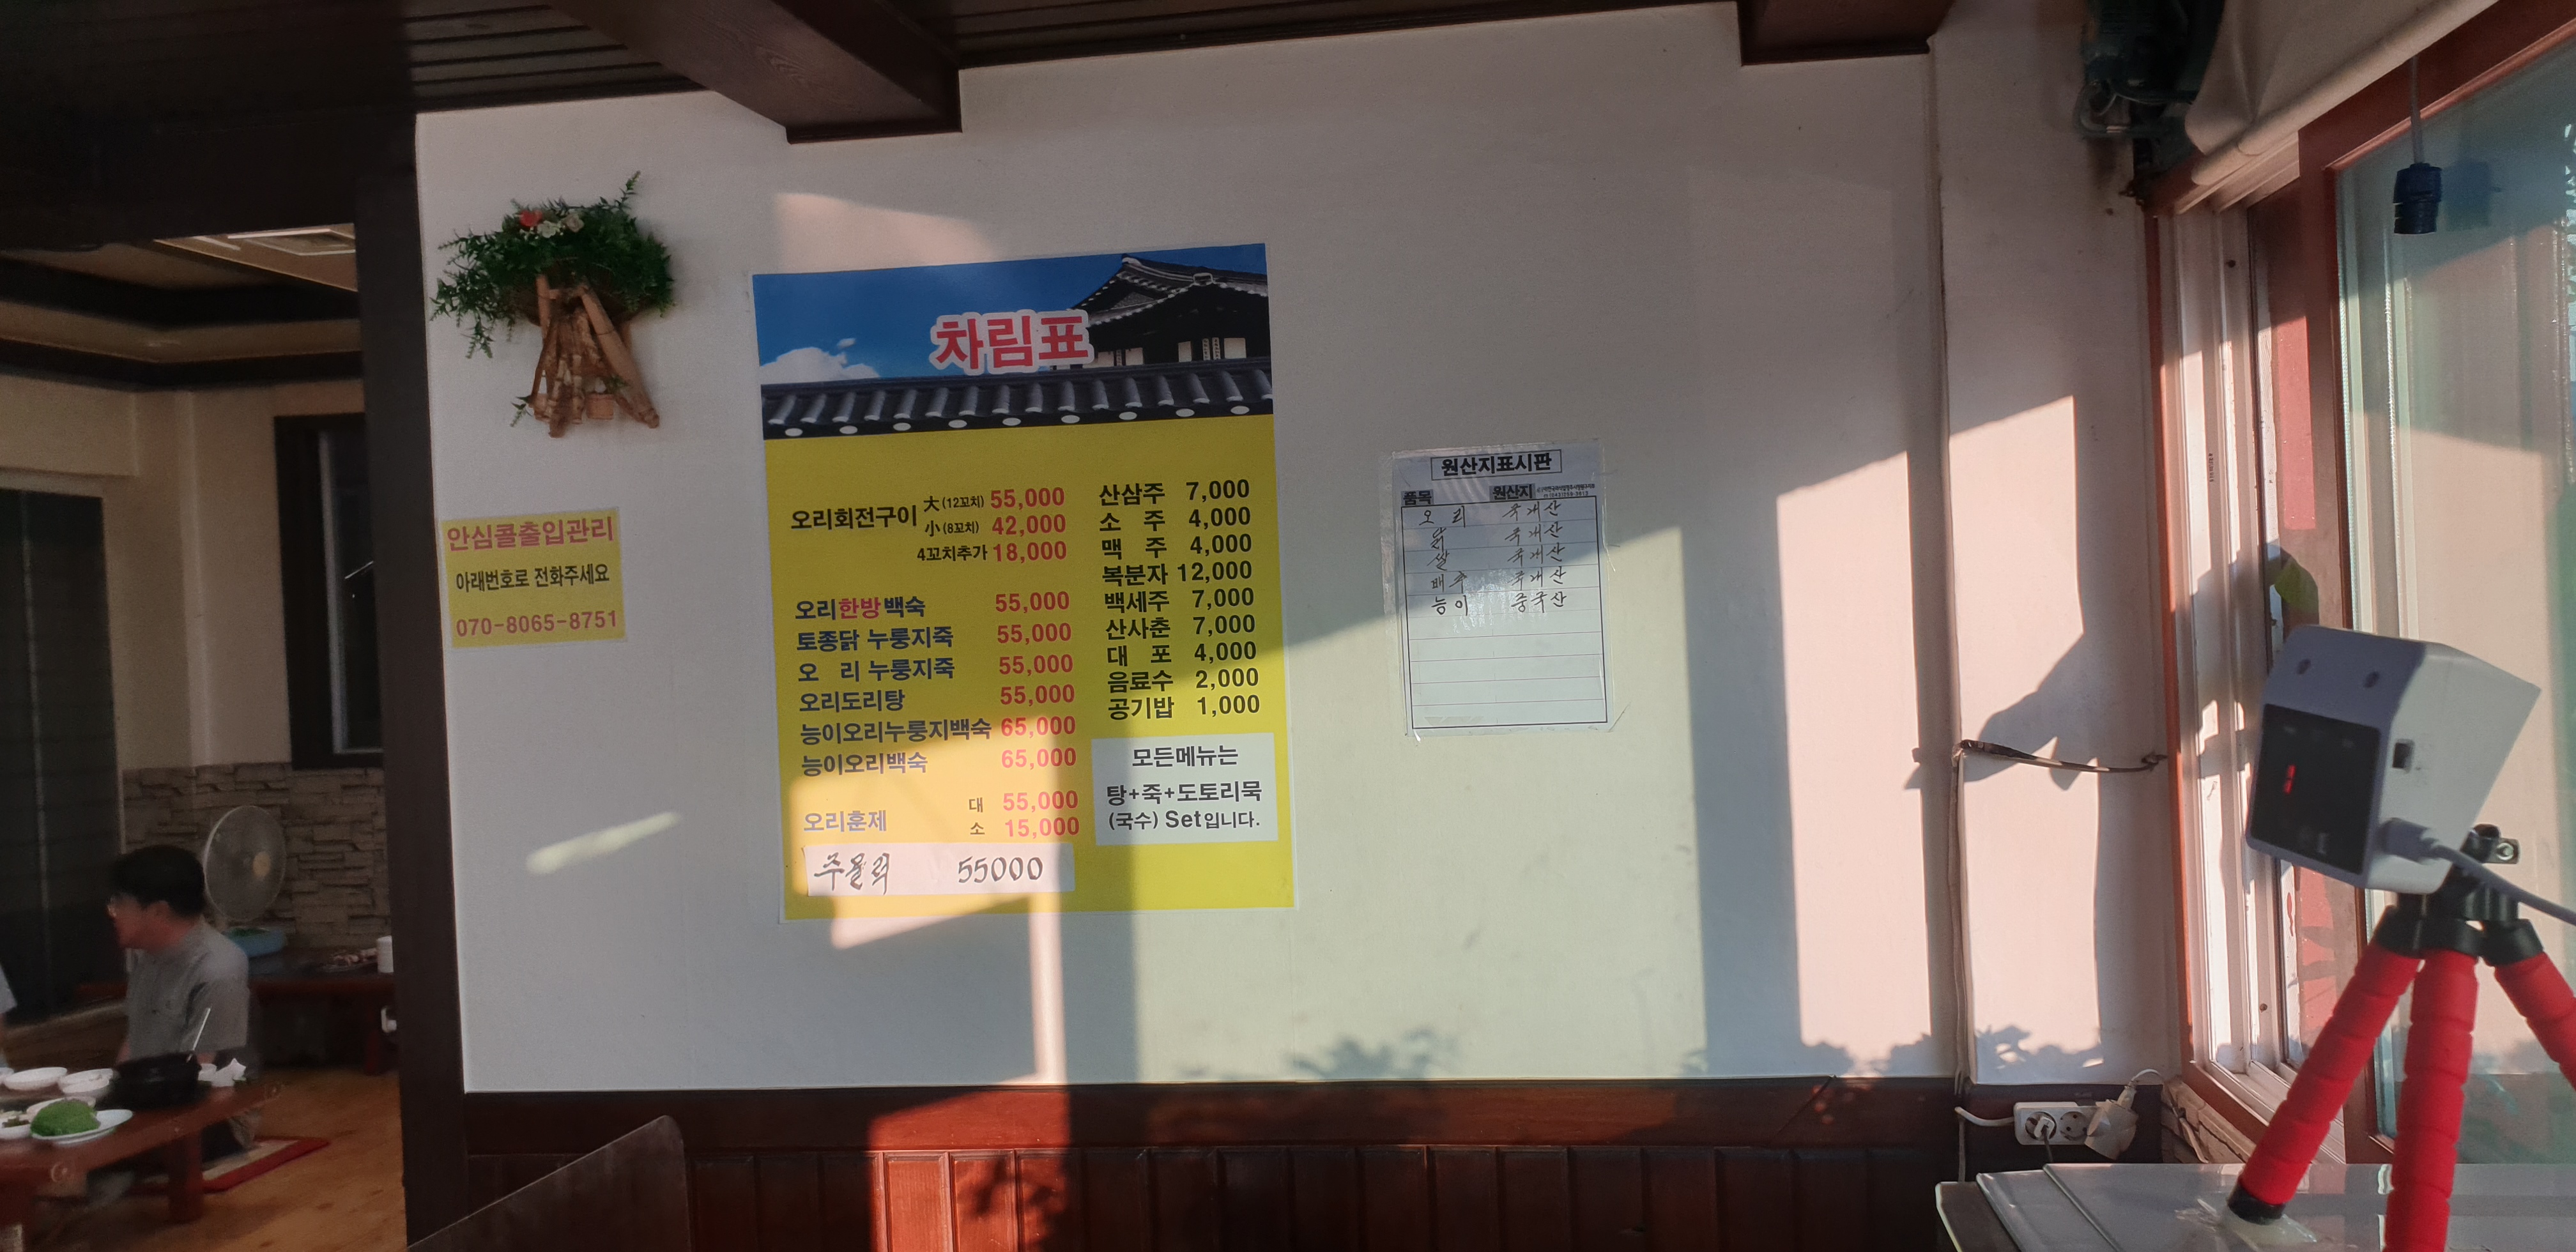 차림표
오리회전구이 大 (12꼬치) 55,000
小 (8꼬치) 42,000
4꼬치추가 18,000
오리한방백숙 55,000
토종닭 누룽지죽 55,000
오 리 누룽지죽 55,000
오리도리탕 55,000
능이오리누룽지백숙 65,000
능이오리백숙 65,000
오리훈제 대 55,000
소 15,000
주물럭 55000
산삼주 7,000
소 주 4,000
맥 주 4,000
복분자 12,000
백세주 7,000
산사춘 7,000
대 포 4,000
음료수 2,000
공기밥 1,000
모든메뉴는
탕+죽+도토리묵
(국수) Set입니다.
안심콜출입관리
아래번호로 전화주세요
070-8065-8751
원산지표시판
품목 원산지
오 리 국내산
닭 국내산
쌀 국내산
배추 국내산
능이 중국산